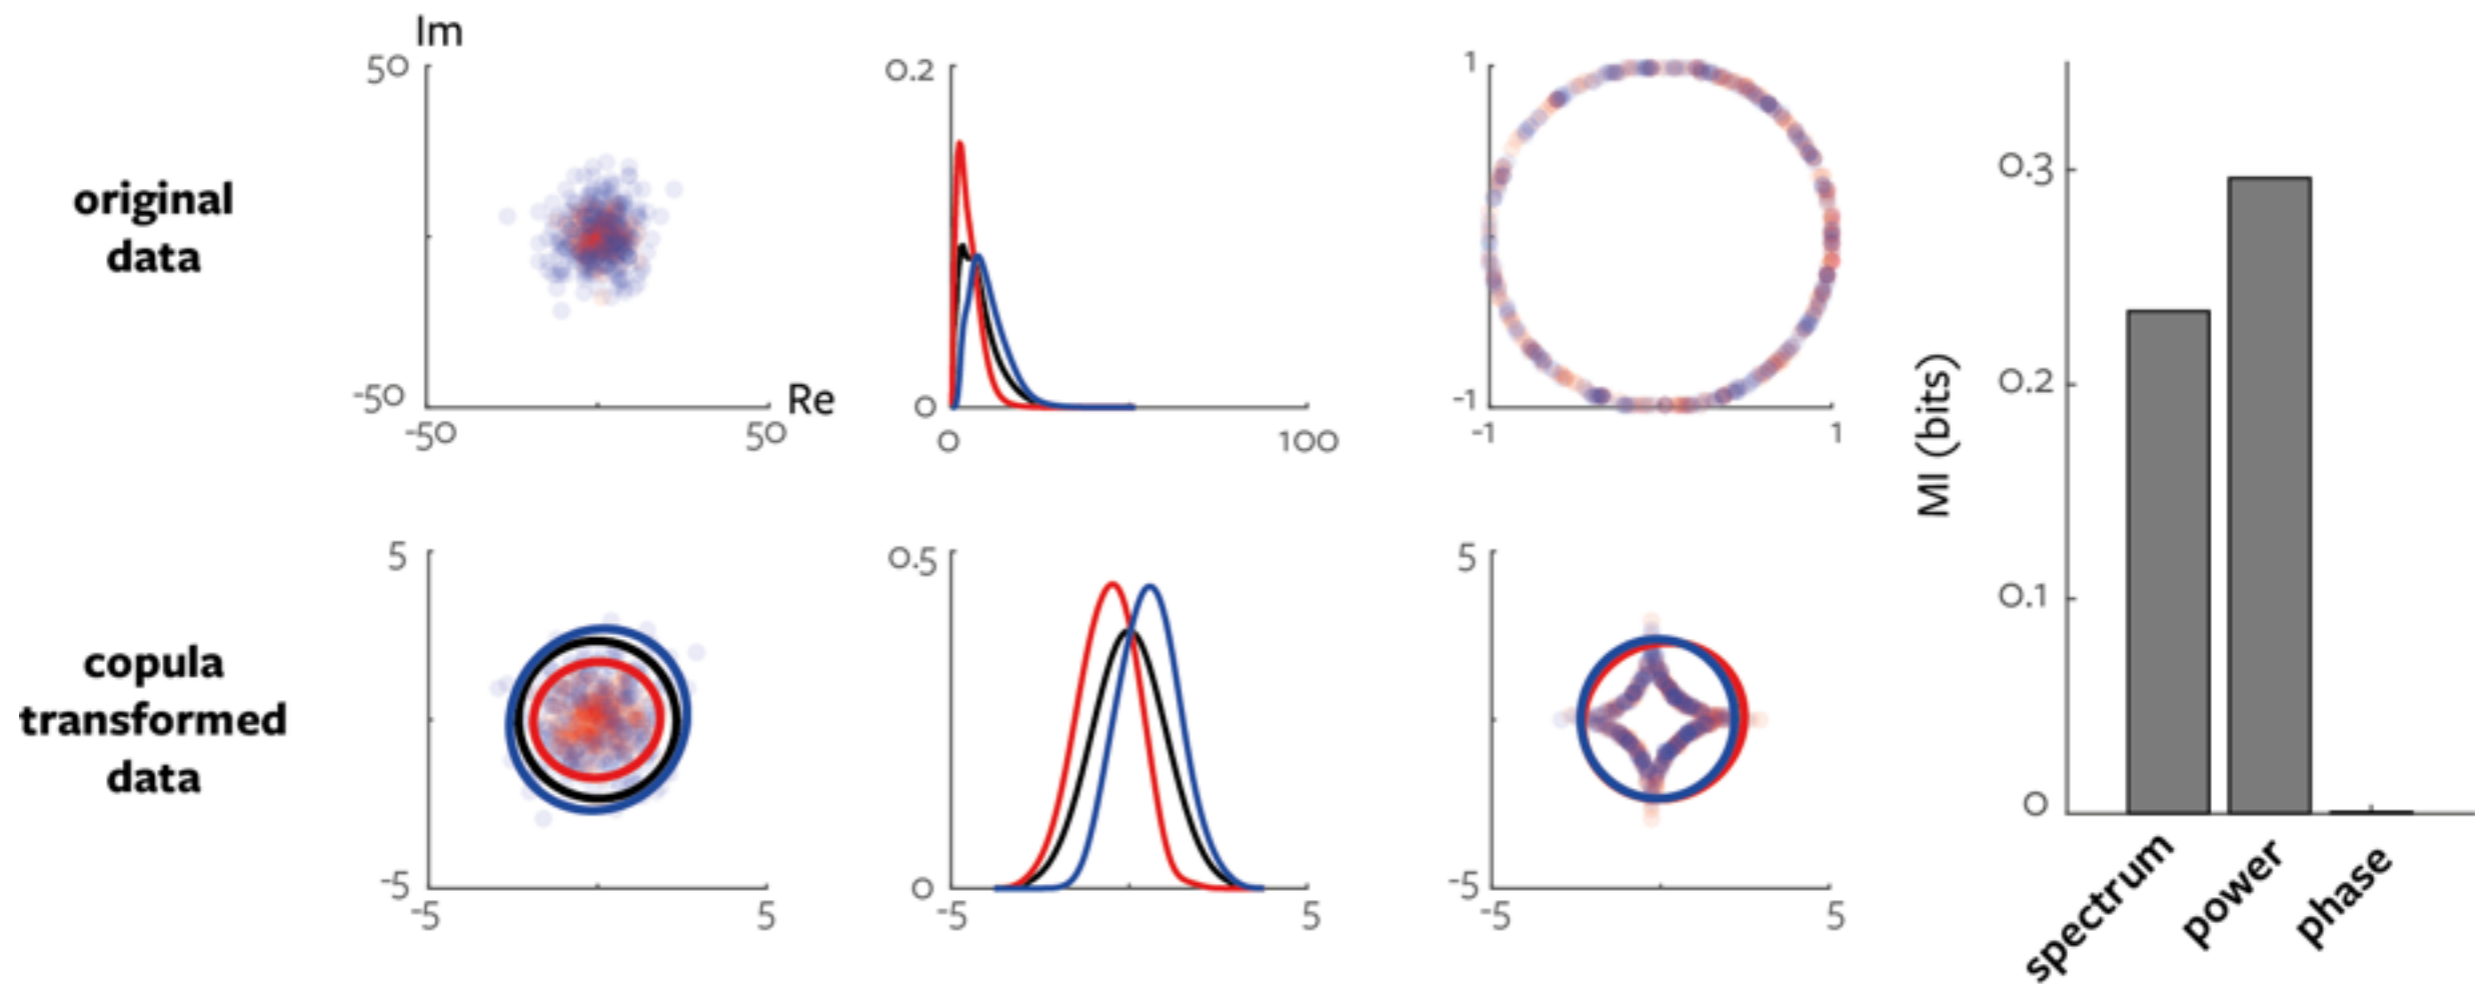 Im
50
-50
-50
50
Re
0.2
0
0
100
1
-1
-1
1
original
data
MI (bits)
0.3
0.2
0.1
0
spectrum
power
phase
copula
transformed
data
5
-5
-5
5
0.5
0
-5
5
5
-5
-5
5